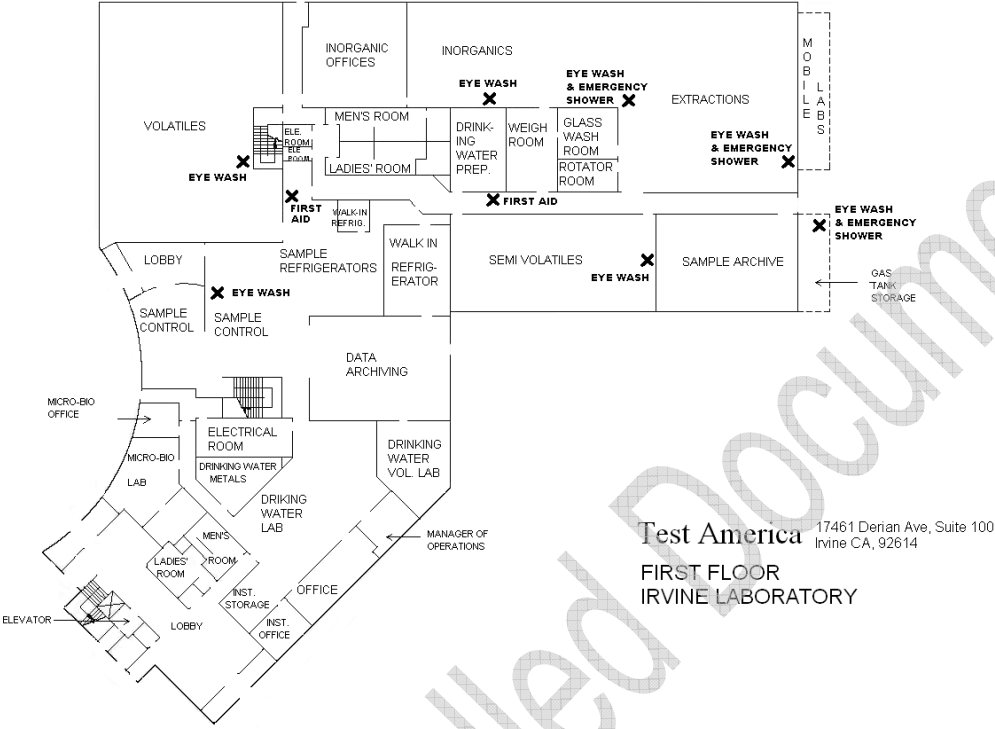 INORGANIC
OFFICES
INORGANICS
MOBILE
LABS
EYE WASH
EYE WASH
& EMERGENCY
SHOWER
EXTRACTIONS
VOLATILES
ELE.
ROOM
ELE
ROOM
MEN'S ROOM
LADIES' ROOM
DRINK-
ING
WATER
PREP.
WEIGH
ROOM
GLASS
WASH
ROOM
ROTATOR
ROOM
EYE WASH
& EMERGENCY
SHOWER
EYE WASH
FIRST
AID
FIRST AID
WALK-IN
REFRIG.
EYE WASH
& EMERGENCY
SHOWER
LOBBY
SAMPLE
REFRIGERATORS
WALK IN
REFRIG-
ERATOR
SEMI VOLATILES
EYE WASH
SAMPLE ARCHIVE
GAS
TANK
STORAGE
EYE WASH
SAMPLE
CONTROL
SAMPLE
CONTROL
DATA
ARCHIVING
MICRO-BIO
OFFICE
ELECTRICAL
ROOM
DRINKING
WATER
VOL. LAB
MICRO-BIO
LAB
DRINKING WATER
METALS
DRIKING
WATER
LAB
MANAGER OF
OPERATIONS
MEN'S
ROOM
LADIES'
ROOM
INST.
STORAGE
OFFICE
INST.
OFFICE
ELEVATOR
LOBBY
Test America 17461 Derian Ave, Suite 100
Irvine CA, 92614
FIRST FLOOR
IRVINE LABORATORY
lled Docume